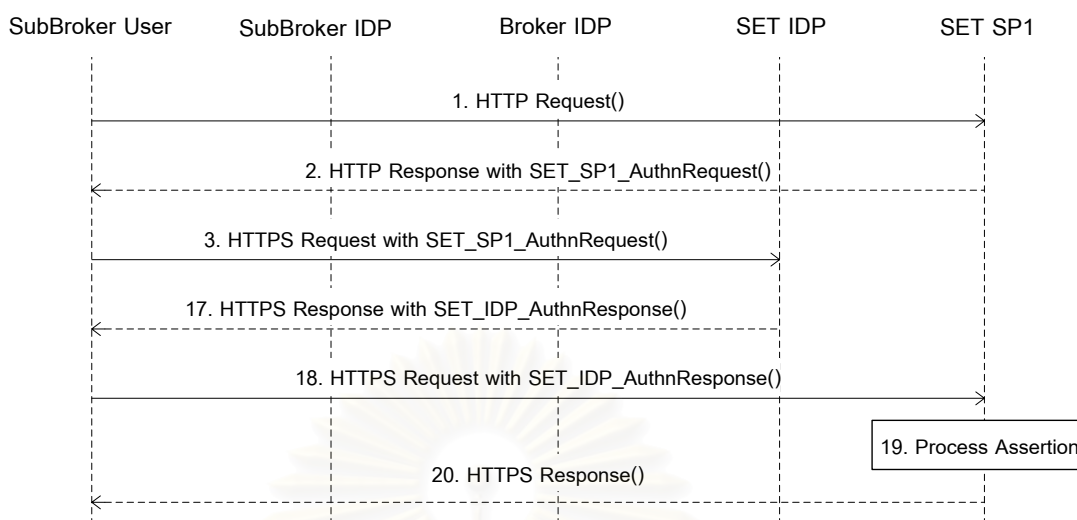 SubBroker User SubBroker IDP Broker IDP SET IDP SET SP1
1. HTTP Request()
2. HTTP Response with SET_SP1_AuthnRequest()
3. HTTPS Request with SET_SP1_AuthnRequest()
17. HTTPS Response with SET_IDP_AuthnResponse()
18. HTTPS Request with SET_IDP_AuthnResponse()
19. Process Assertion
20. HTTPS Response()